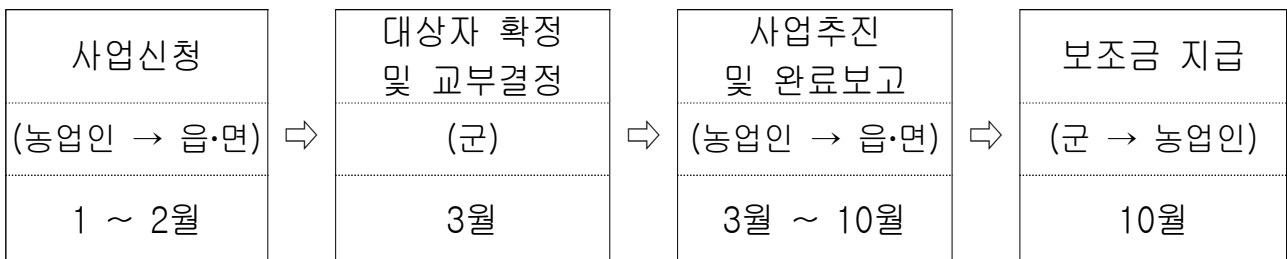 사업신청
(농업인 → 읍·면)
1 ~ 2월
⇨
대상자 확정
및 교부결정
(군)
3월
⇨
사업추진
및 완료보고
(농업인 → 읍·면)
3월 ~ 10월
⇨
보조금 지급
(군 → 농업인)
10월